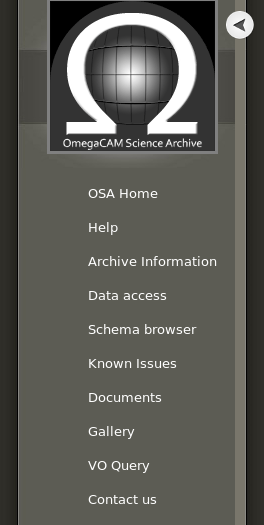 OmegaCAM Science Archive
OSA Home
Help
Archive Information
Data access
Schema browser
Known Issues
Documents
Gallery
VO Query
Contact us